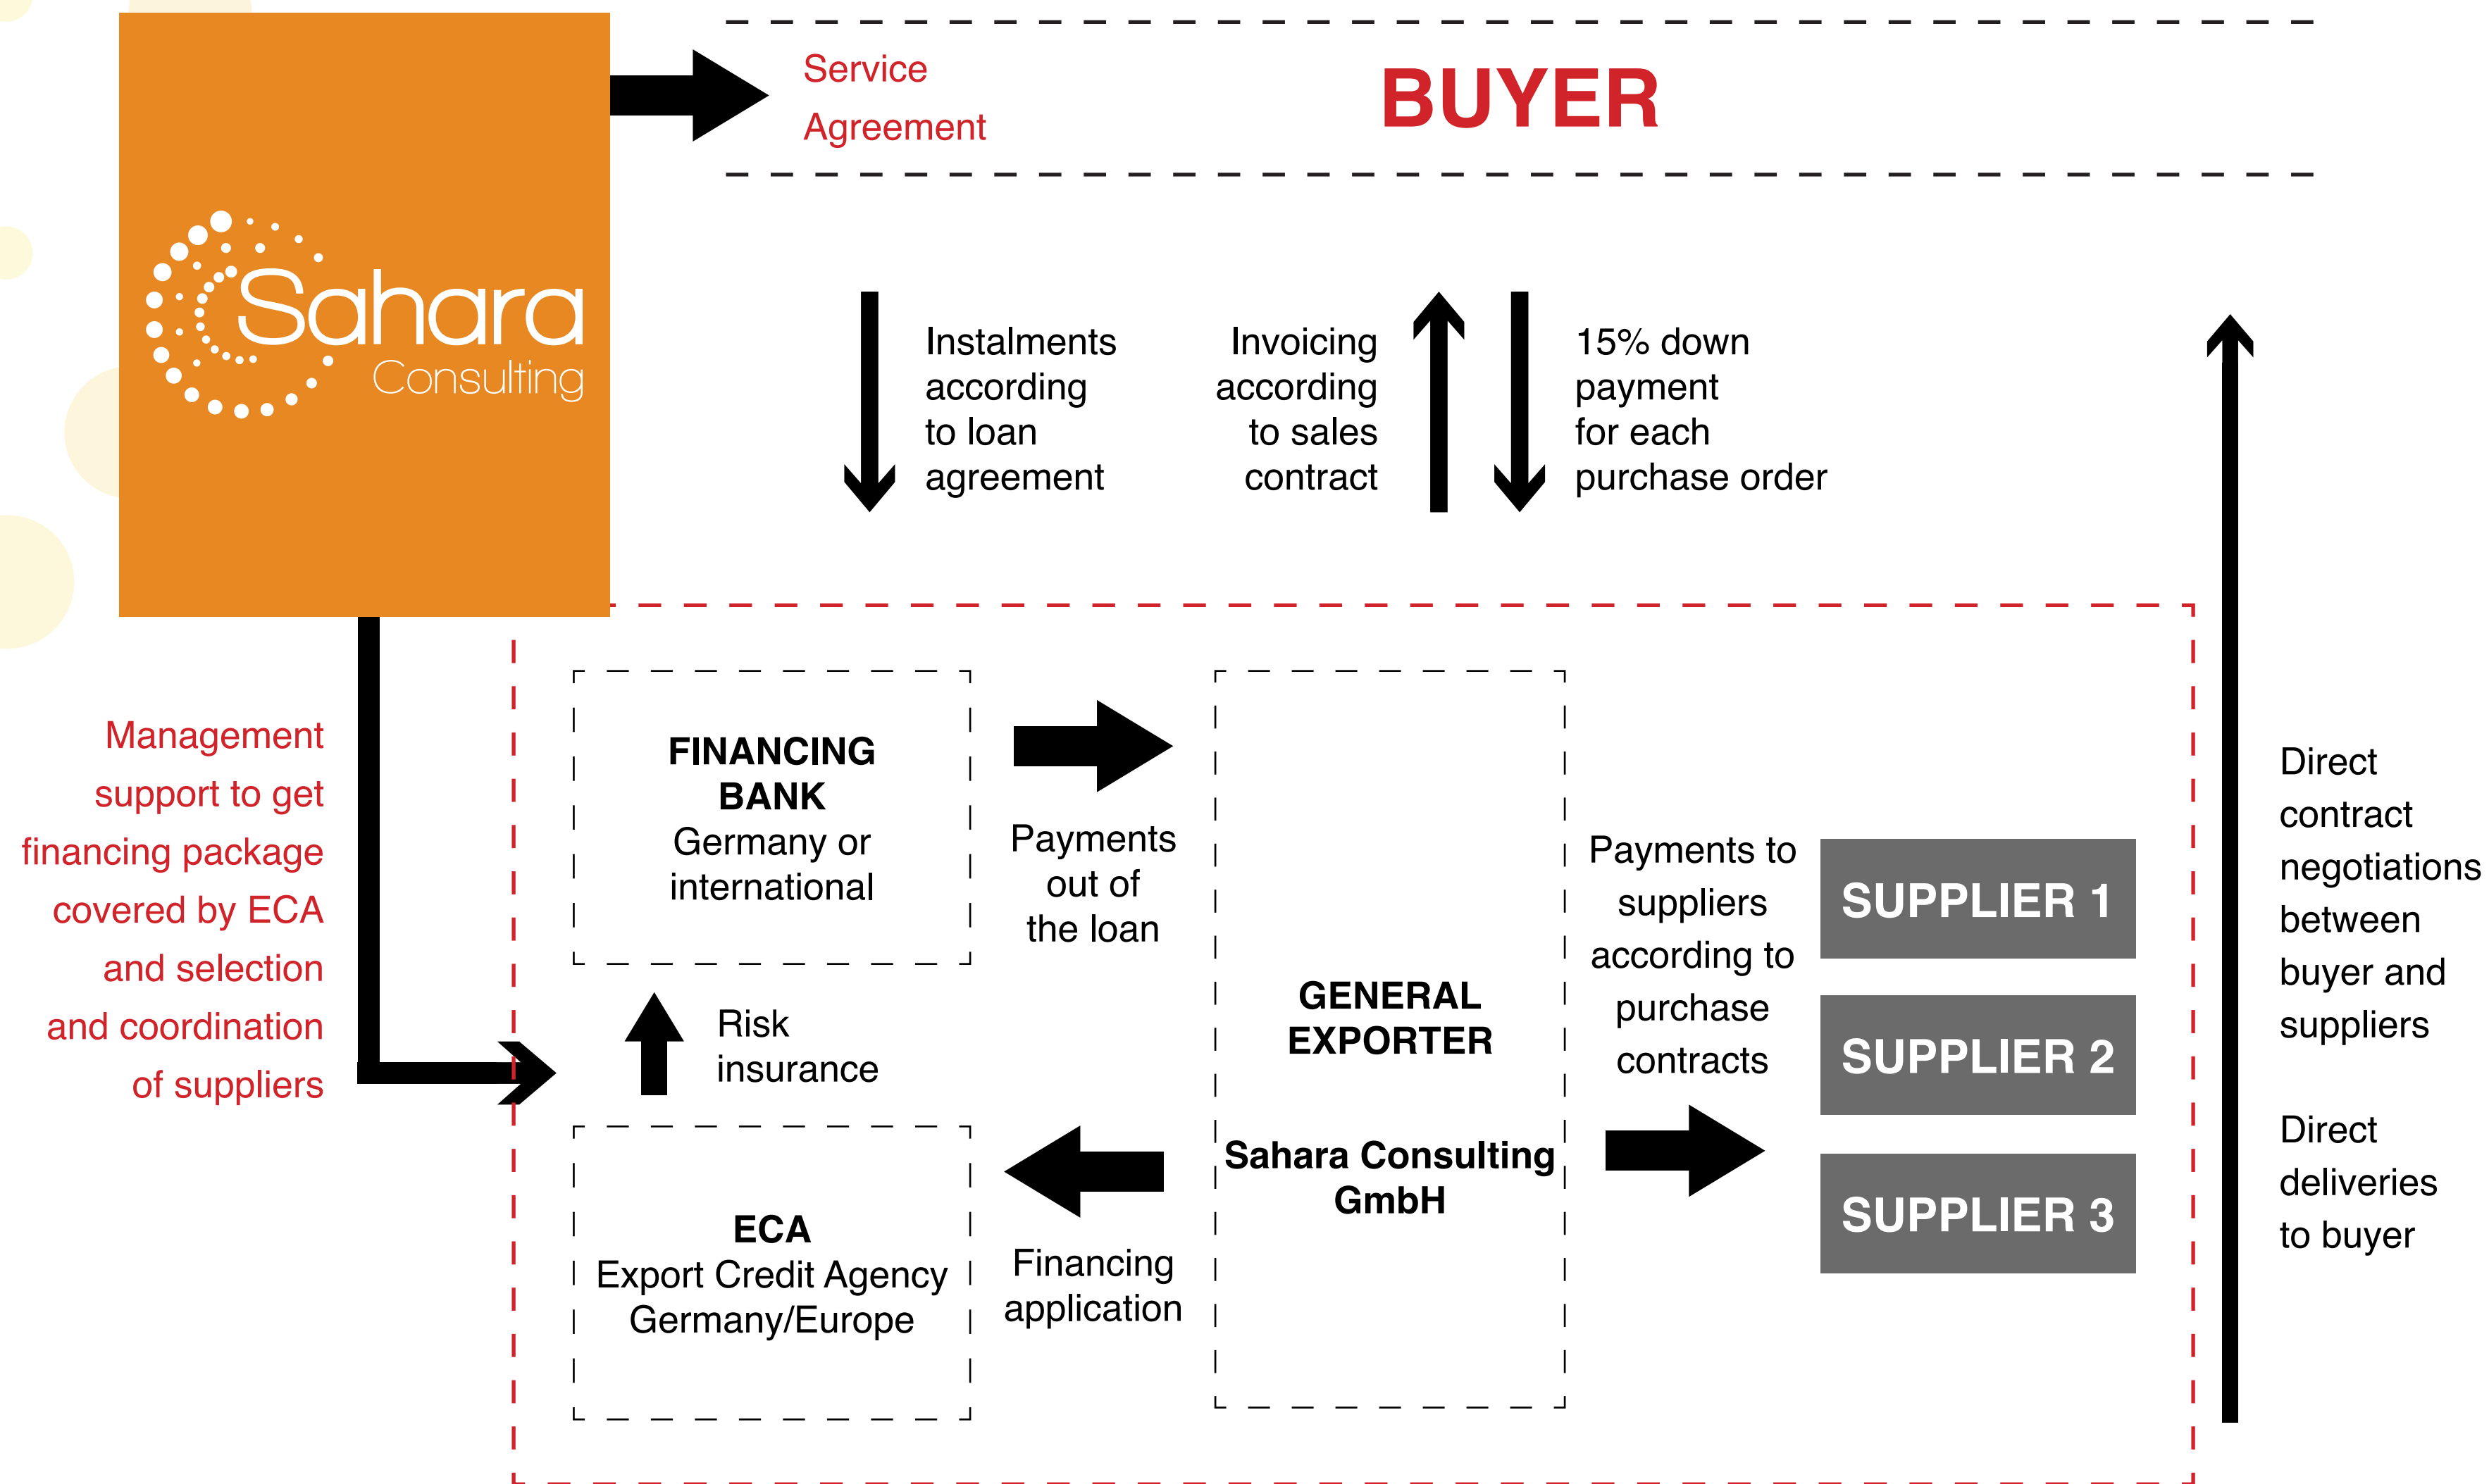 Service
Agreement
BUYER
Sahara
Consulting
Instalments
according
to loan
agreement
Invoicing
according
to sales
contract
15% down
payment
for each
purchase order
Management
support to get
financing package
covered by ECA
and selection
and coordination
of suppliers
FINANCING
BANK
Germany or
international
Payments
out of
the loan
Risk
insurance
ECA
Export Credit Agency
Germany/Europe
Financing
application
GENERAL
EXPORTER
Sahara Consulting
GmbH
Payments to
suppliers
according to
purchase
contracts
SUPPLIER 1
SUPPLIER 2
SUPPLIER 3
Direct
contract
negotiations
between
buyer and
suppliers
Direct
deliveries
to buyer